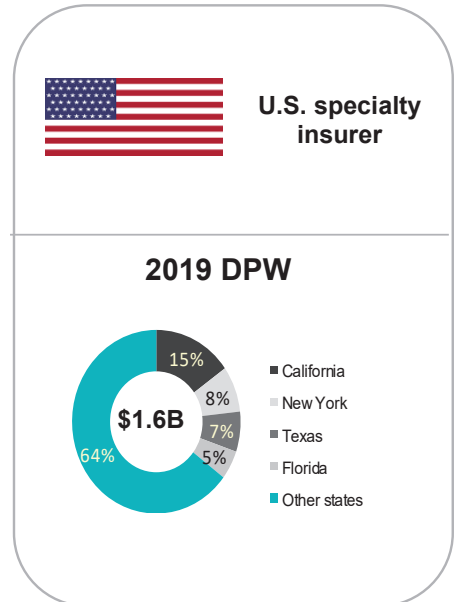 U.S. specialty
insurer
2019 DPW
15%
8%
7%
5%
64%
$1.6B
California
New York
Texas
Florida
Other states